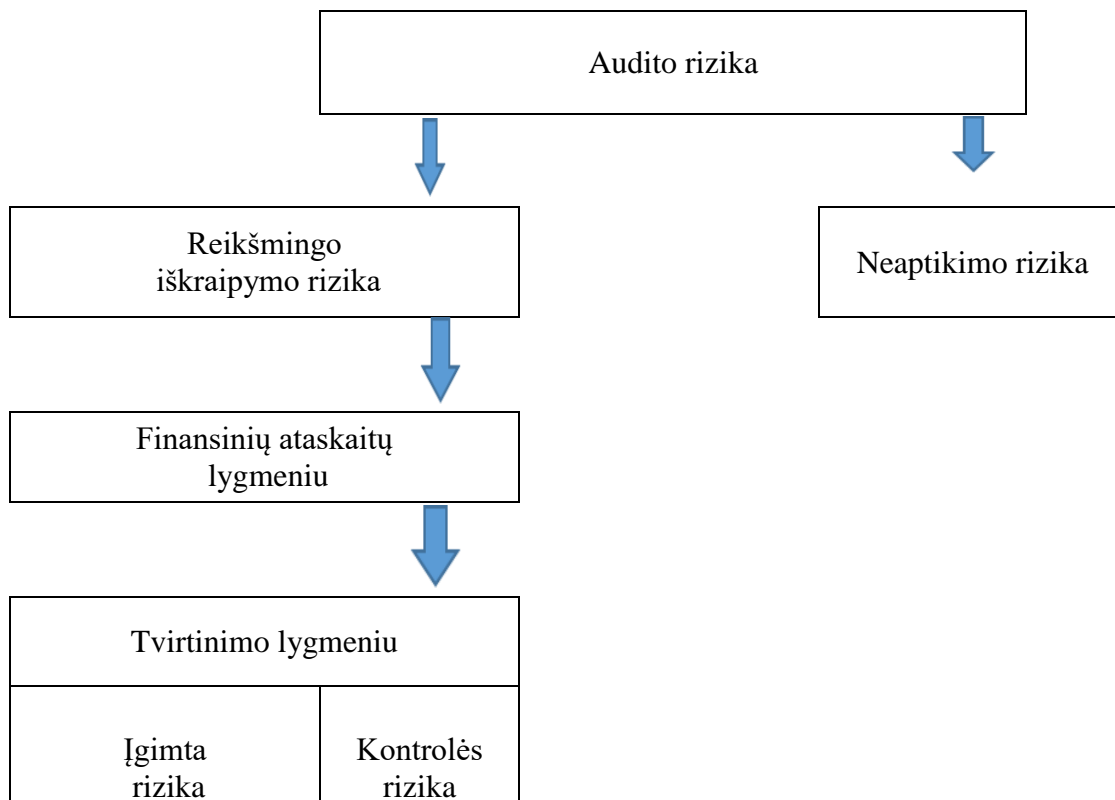 Audito rizika
Reikšmingo
iškraipymo rizika
Neaptikimo rizika
Finansinių ataskaitų
lygmeniu
Tvirtinimo lygmeniu
Įgimta
rizika
Kontrolės
rizika